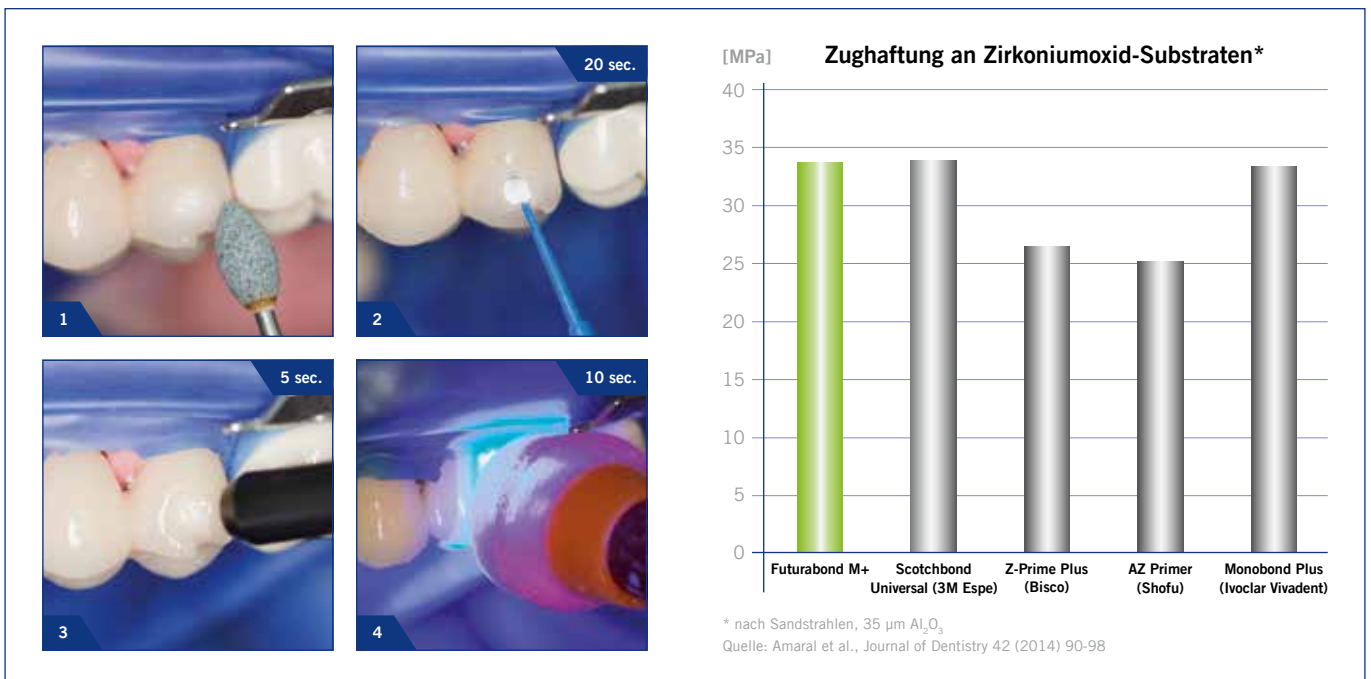 1
20 sec.
2
5 sec.
3
10 sec.
4
[MPa]
Zughaftung an Zirkoniumoxid-Substraten*
40
35
30
25
20
15
10
5
0
Futurabond M+
Scotchbond
Universal (3M Espe)
Z-Prime Plus
(Bisco)
AZ Primer
(Shofu)
Monobond Plus
(Ivoclar Vivadent)
* nach Sandstrahlen, 35 µm Al₂O₃
Quelle: Amaral et al., Journal of Dentistry 42 (2014) 90-98